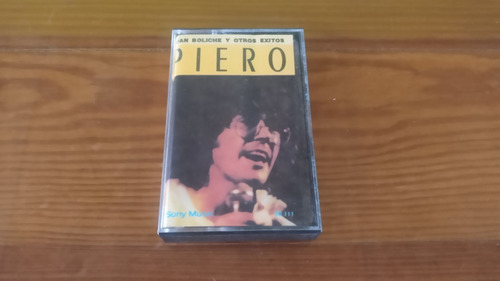 AN BOLICHE Y OTROS EXITOS
PIERO
Sony Music